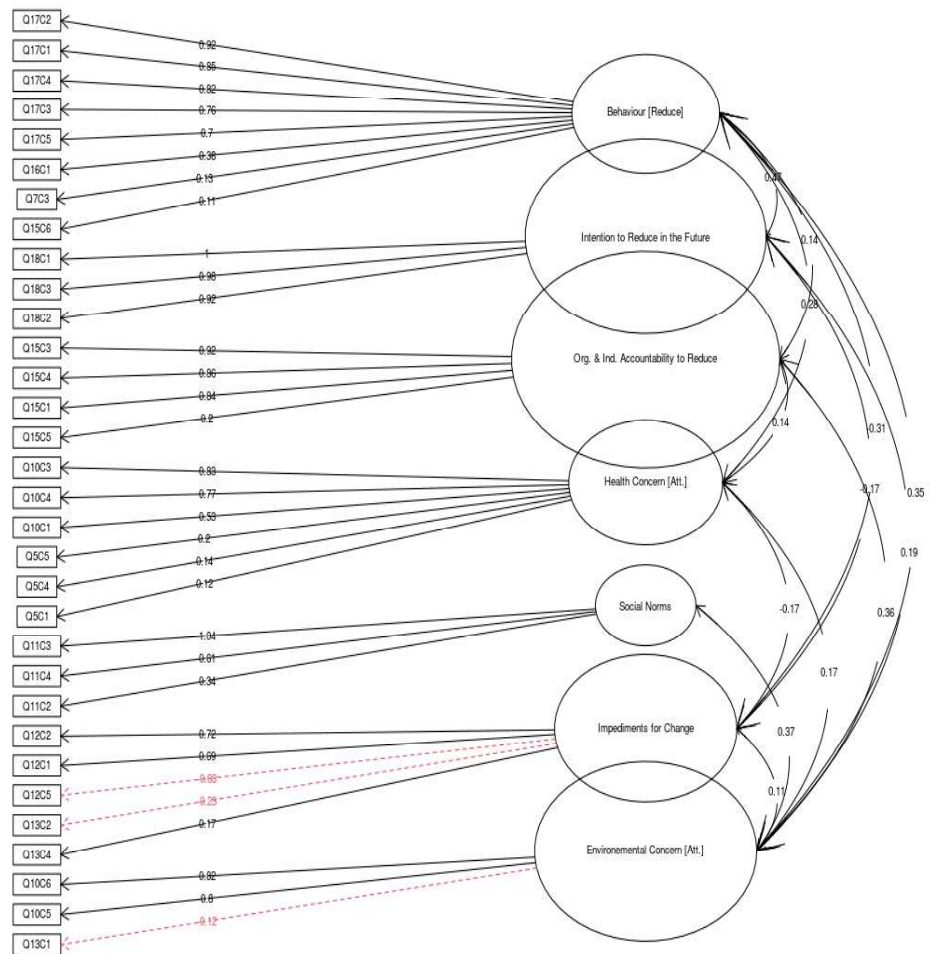 Q17C2
0.92
Q17C1
0.85
Q17C4
0.82
Q17C3
0.76
Q17C5
0.7
Q16C1
0.38
Q7C3
0.13
Q15C6
0.11
Q18C1
1
Q18C3
0.98
Q18C2
0.92
Q15C3
0.92
Q15C4
0.86
Q15C1
0.84
Q15C5
0.2
Q10C3
0.83
Q10C4
0.77
Q10C1
0.53
Q5C5
0.2
Q5C4
0.14
Q5C1
0.12
Q11C3
1.04
Q11C4
0.81
Q11C2
0.34
Q12C2
0.72
Q12C1
0.69
Q12C5
Q13C2
Q13C4
0.17
Q10C6
0.82
Q10C5
0.8
Q13C1
Behaviour [Reduce]
Intention to Reduce in the Future
Org. & Ind. Accountability to Reduce
Health Concern [Att.]
Social Norms
Impediments for Change
Environemental Concern [Att.]
0.47
0.14
0.28
0.14
-0.31
-0.17
0.35
0.19
-0.17
0.36
0.17
0.37
0.11